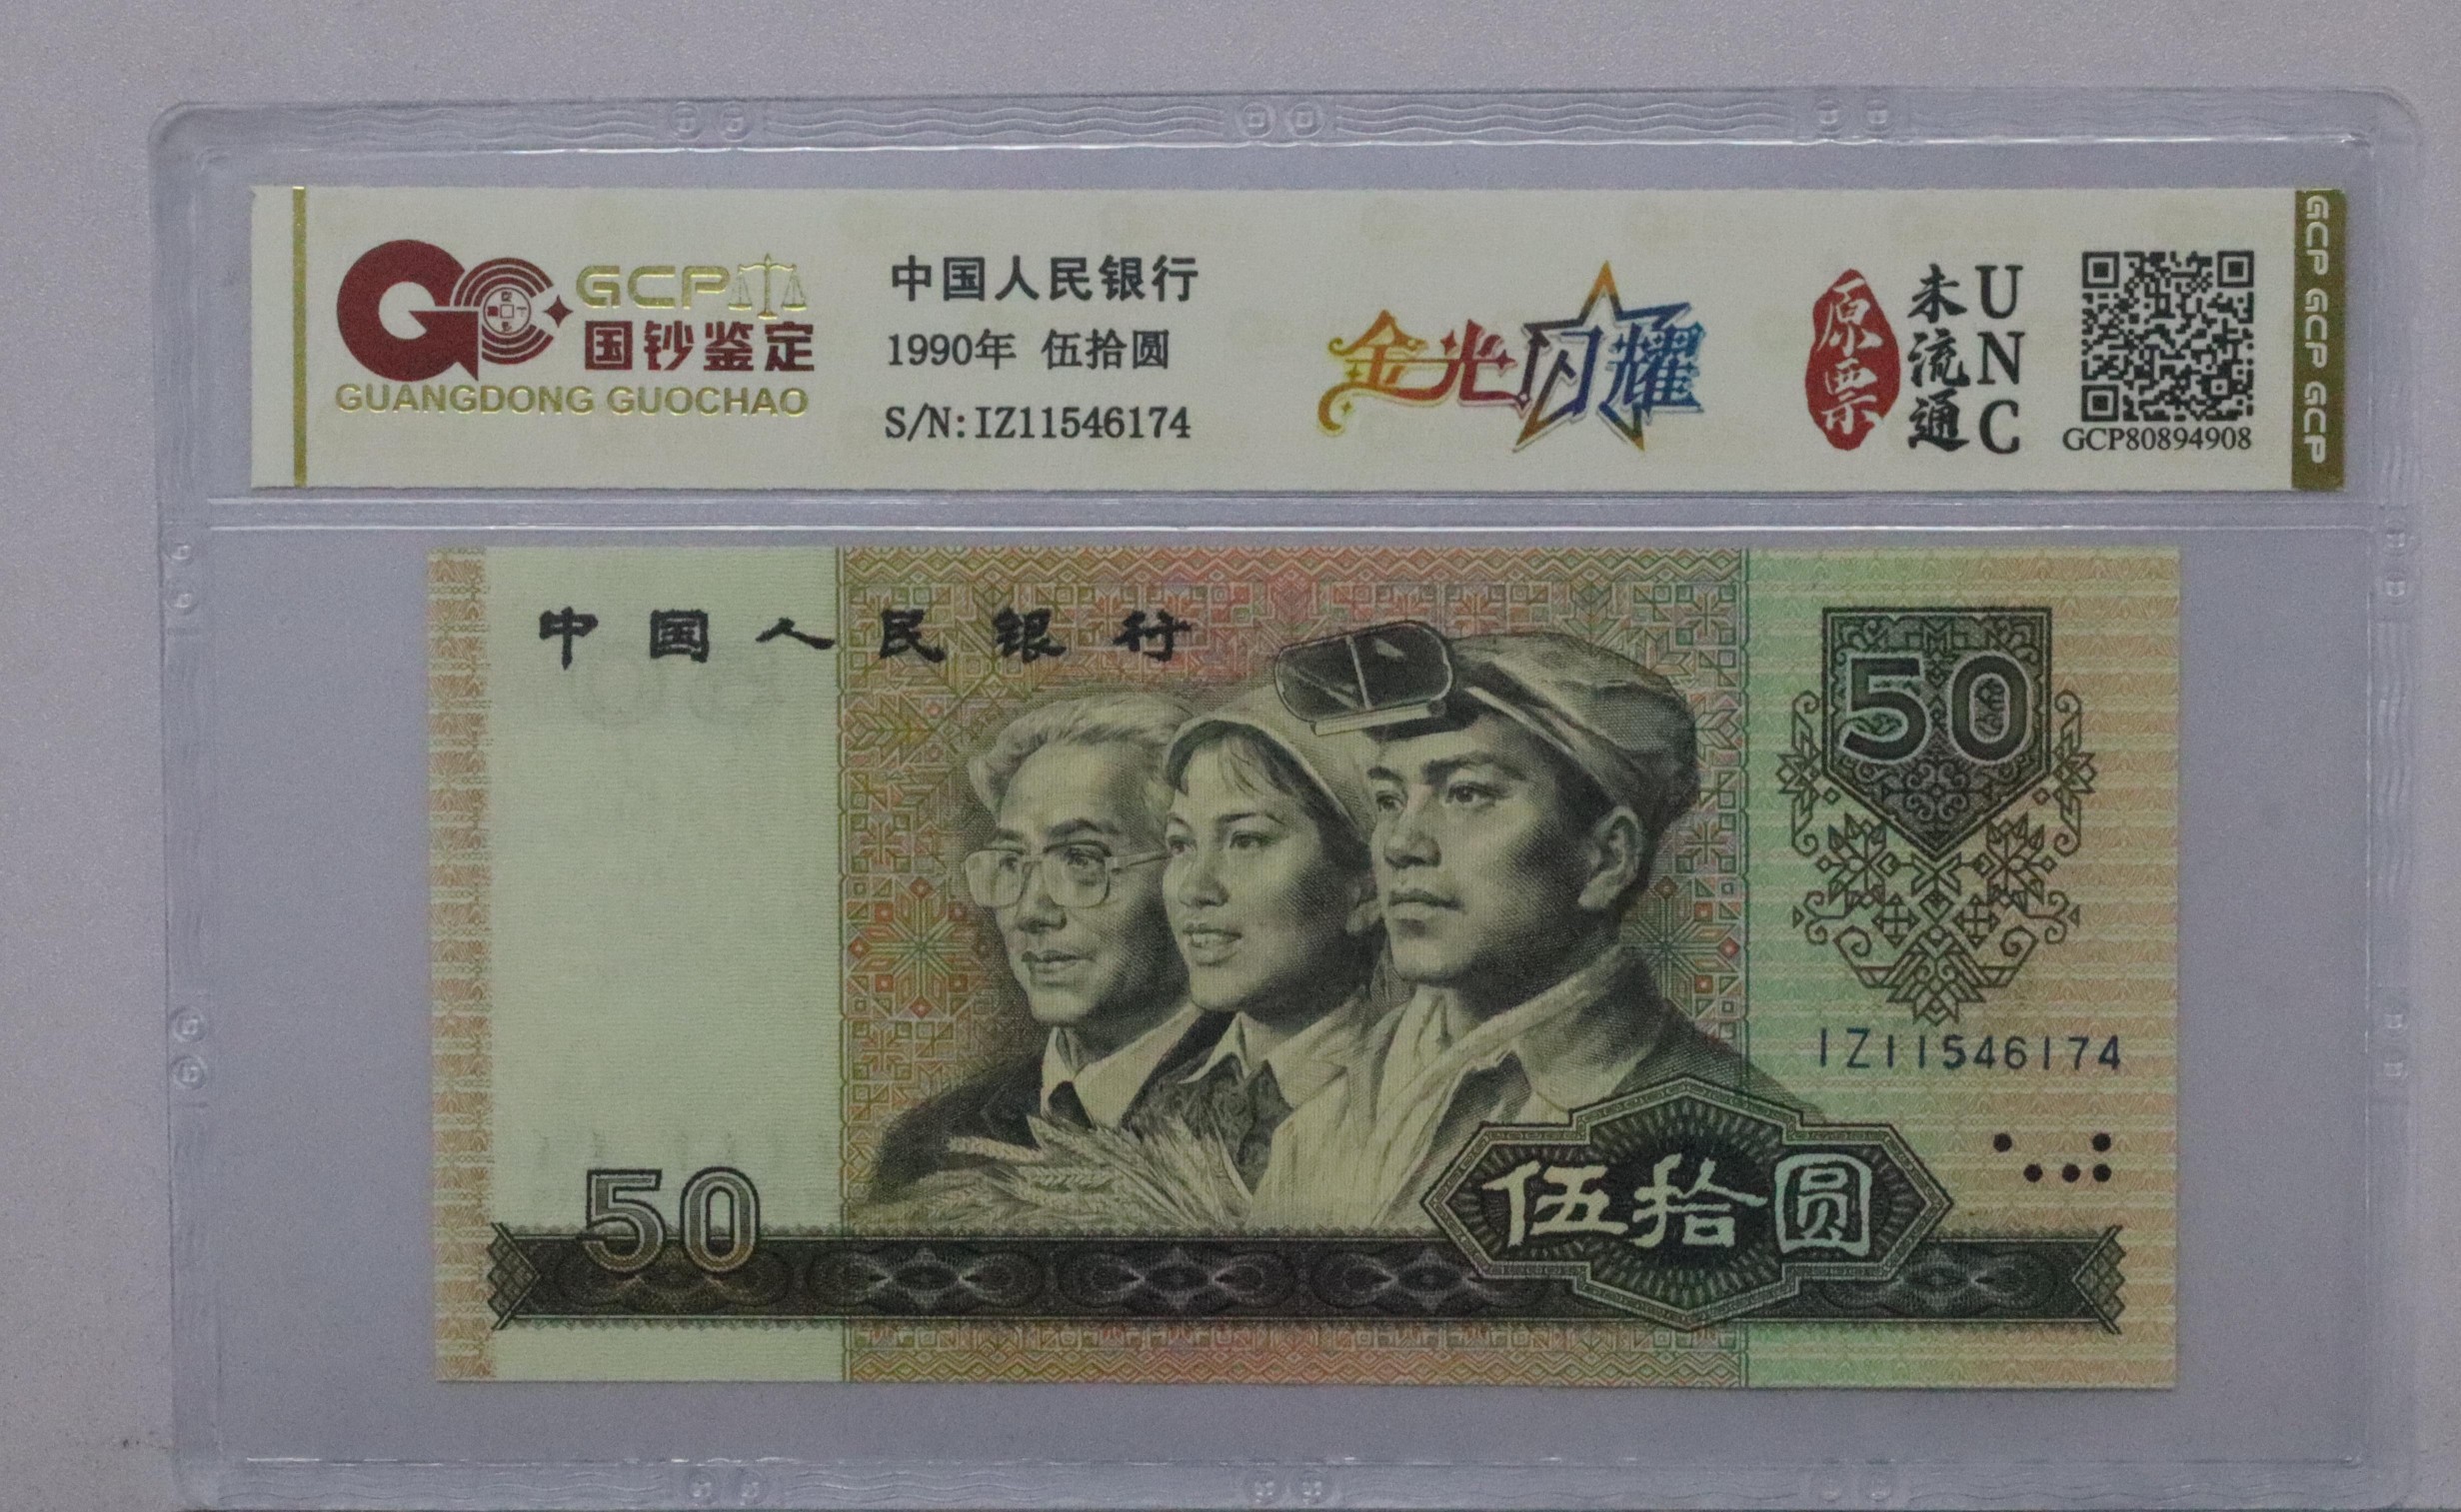 GCP
国钞鉴定
GUANGDONG GUOCHAO
中国人民银行
1990年 伍拾圆
S/N:IZ11546174
金光闪耀
原票
未流通
UNC
GCP80894908
GCP GCP GCP
中国人民银行
50
IZ11546174
50
伍拾圆